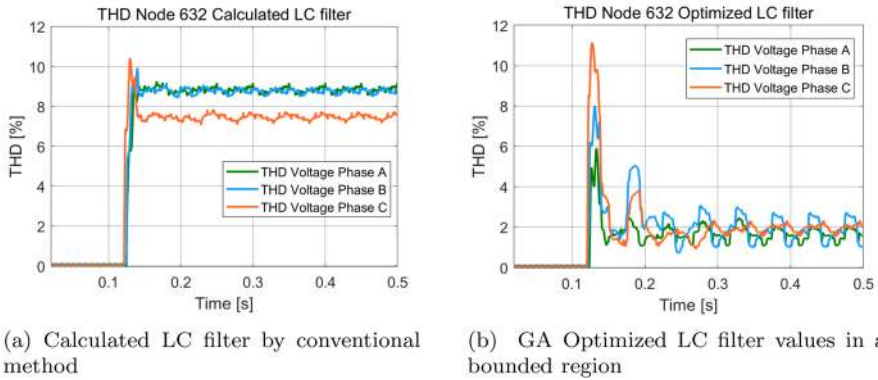 THD Node 632 Calculated LC filter
12
10
8
6
4
2
0
THD [%]
THD Voltage Phase A
THD Voltage Phase B
THD Voltage Phase C
0.1
0.2
0.3
0.4
0.5
Time [s]
(a) Calculated LC filter by conventional
method
THD Node 632 Optimized LC filter
12
10
8
6
4
2
0
THD [%]
THD Voltage Phase A
THD Voltage Phase B
THD Voltage Phase C
0.1
0.2
0.3
0.4
0.5
Time [s]
(b) GA Optimized LC filter values in a
bounded region